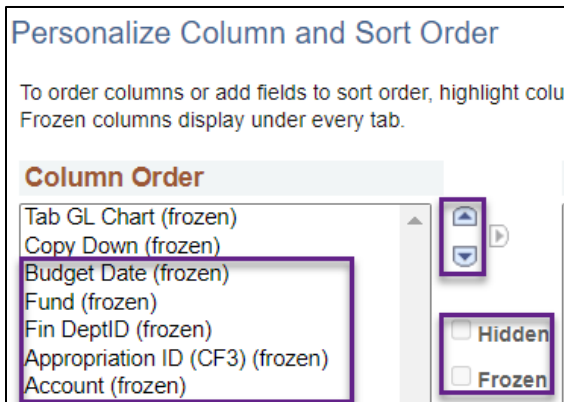 Personalize Column and Sort Order
To order columns or add fields to sort order, highlight colu
Frozen columns display under every tab.
Column Order
Tab GL Chart (frozen)
Copy Down (frozen)
Budget Date (frozen)
Fund (frozen)
Fin DeptID (frozen)
Appropriation ID (CF3) (frozen)
Account (frozen)
Hidden
Frozen